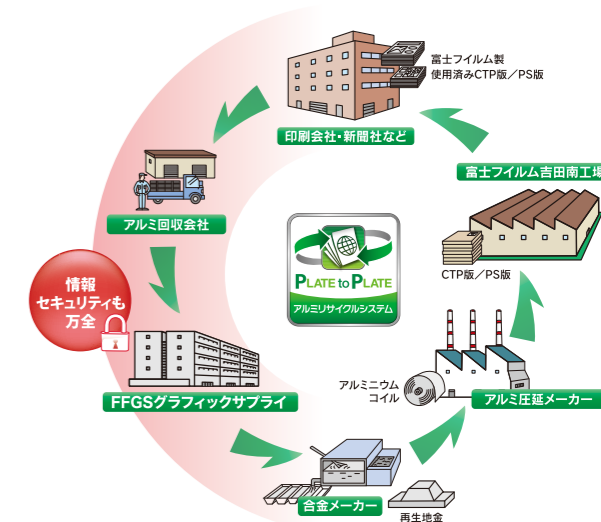 富士フイルム製
使用済みCTP版／PS版
印刷会社・新聞社など
富士フイルム吉田南工場
アルミ回収会社
CTP版／PS版
PLATE to PLATE
アルミリサイクルシステム
情報
セキュリティも
万全
アルミニウム
コイル
FFGSグラフィックサプライ
アルミ圧延メーカー
合金メーカー
再生地金